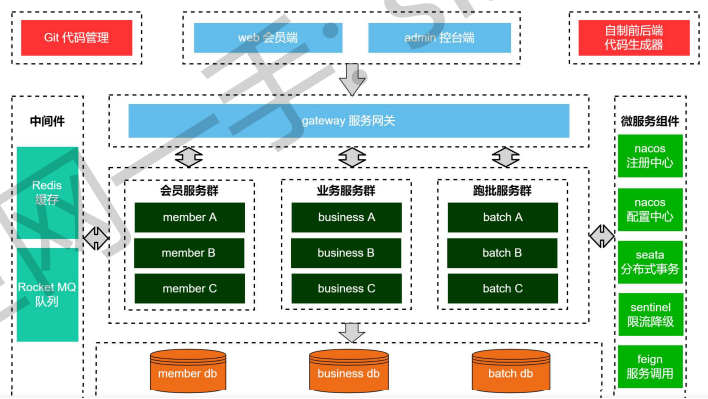 Git 代码管理
web 会员端
admin 控台端
自制前后端
代码生成器
中间件
gateway 服务网关
微服务组件
Redis
缓存
Rocket MQ
队列
会员服务群
member A
member B
member C
业务服务群
business A
business B
business C
跑批服务群
batch A
batch B
batch C
nacos
注册中心
nacos
配置中心
seata
分布式事务
sentinel
限流降级
feign
服务调用
member db
business db
batch db
网一手: